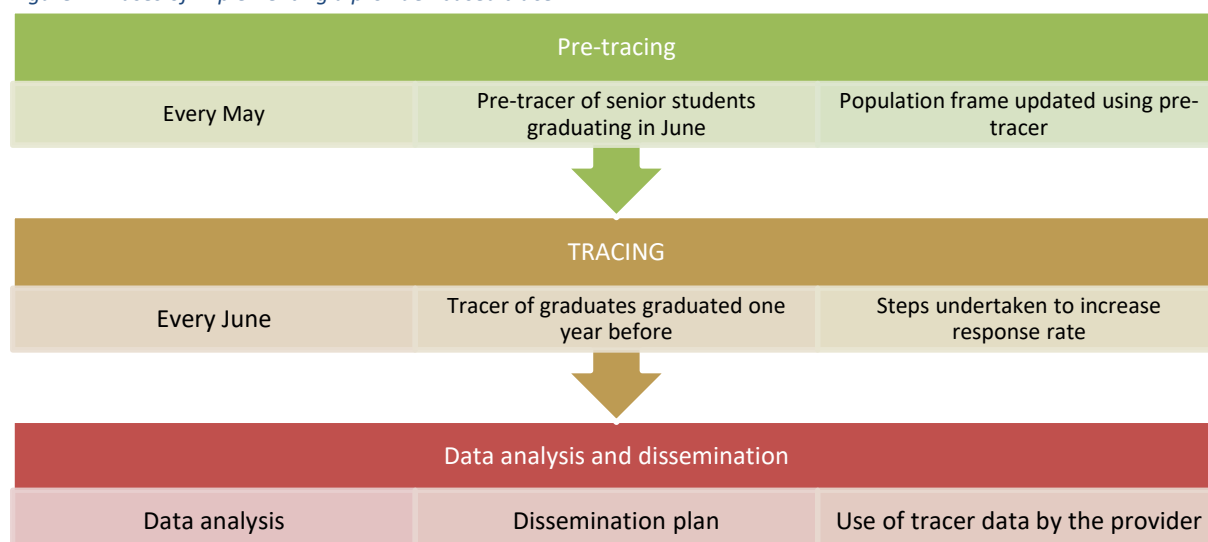 Pre-tracing
Every May
Pre-tracer of senior students
graduating in June
Population frame updated using pre-
tracer
TRACING
Every June
Tracer of graduates graduated one
year before
Steps undertaken to increase
response rate
Data analysis and dissemination
Data analysis
Dissemination plan
Use of tracer data by the provider